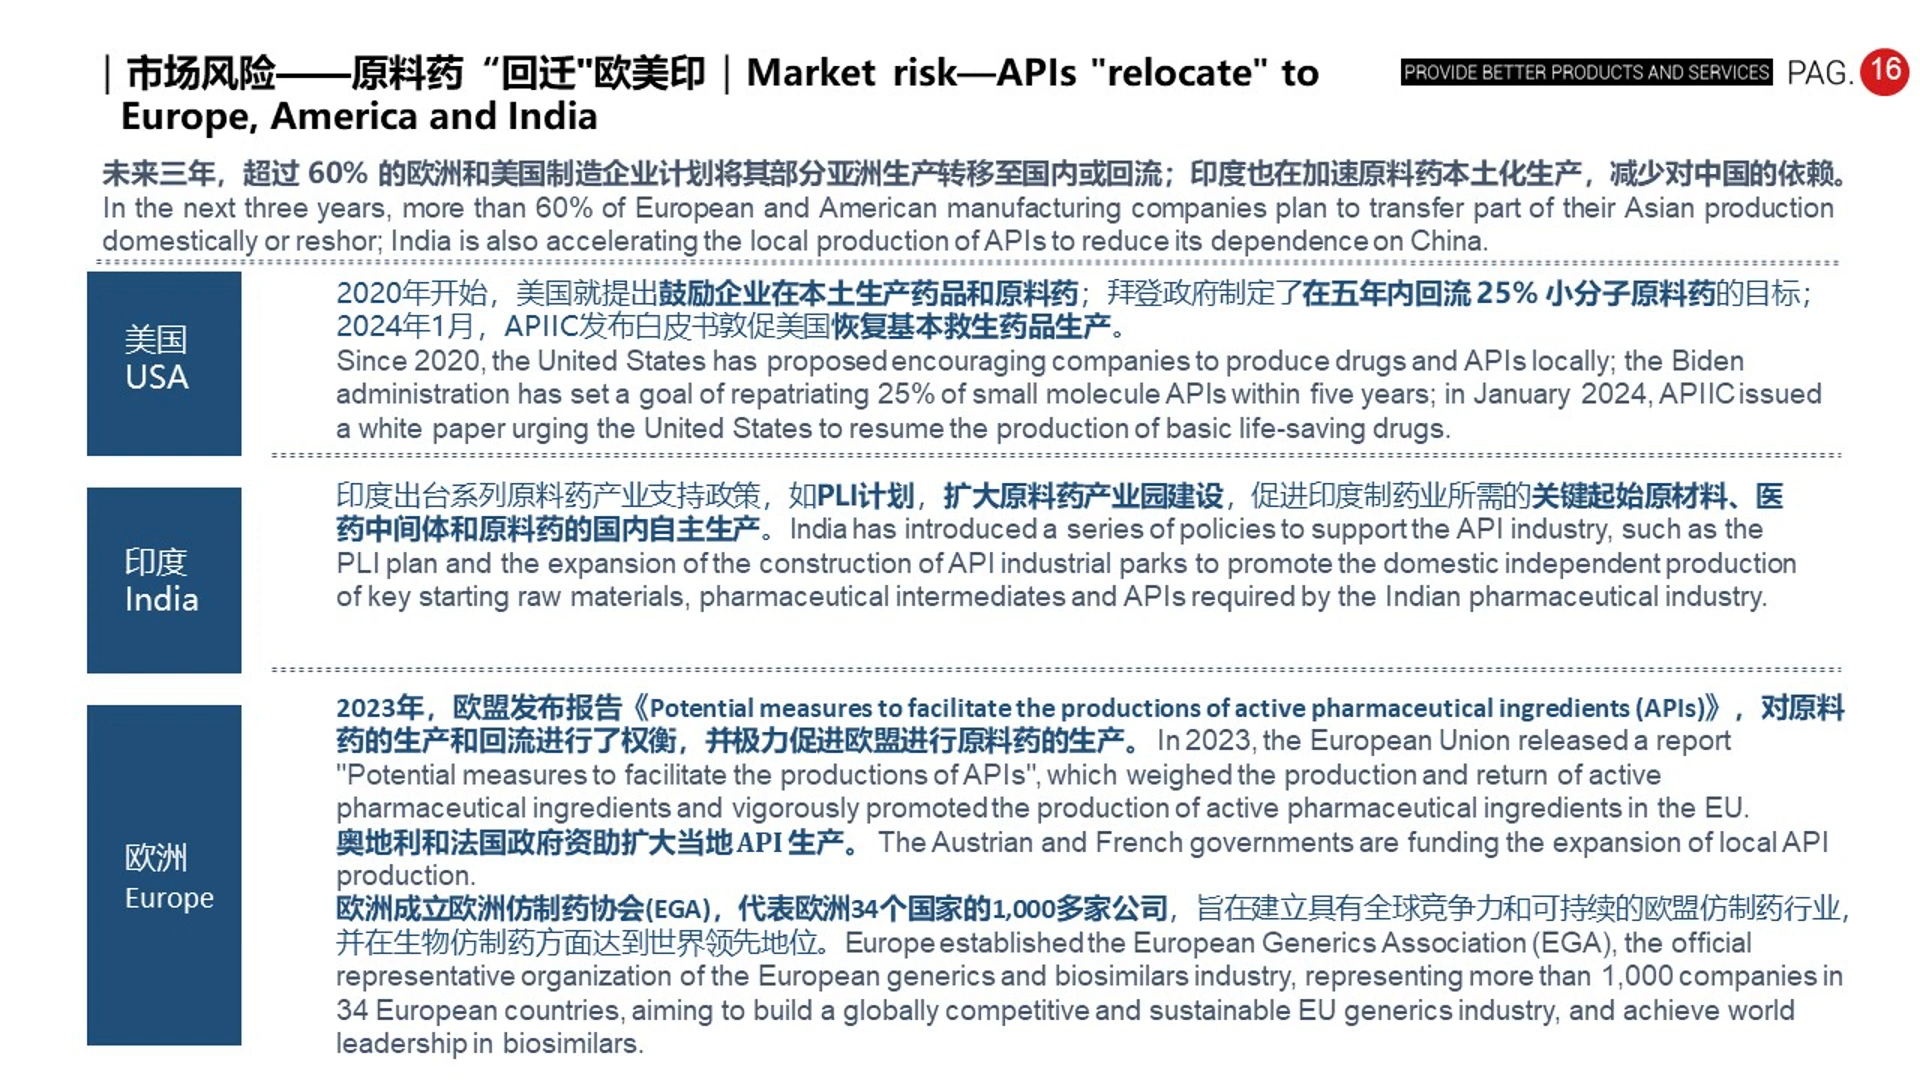 | 市场风险——原料药“回迁"欧美印 | Market risk—APIs "relocate" to
Europe, America and India
PROVIDE BETTER PRODUCTS AND SERVICES PAG. 16
未来三年，超过 60% 的欧洲和美国制造企业计划将其部分亚洲生产转移至国内或回流；印度也在加速原料药本土化生产，减少对中国的依赖。
In the next three years, more than 60% of European and American manufacturing companies plan to transfer part of their Asian production
domestically or reshor; India is also accelerating the local production of APIs to reduce its dependence on China.
美国
USA
2020年开始，美国就提出鼓励企业在本土生产药品和原料药；拜登政府制定了在五年内回流 25% 小分子原料药的目标；
2024年1月，APIIC发布白皮书敦促美国恢复基本救生药品生产。
Since 2020, the United States has proposed encouraging companies to produce drugs and APIs locally; the Biden
administration has set a goal of repatriating 25% of small molecule APIs within five years; in January 2024, APIIC issued
a white paper urging the United States to resume the production of basic life-saving drugs.
印度
India
印度出台系列原料药产业支持政策，如PLI计划，扩大原料药产业园建设，促进印度制药业所需的关键起始原材料、医
药中间体和原料药的国内自主生产。India has introduced a series of policies to support the API industry, such as the
PLI plan and the expansion of the construction of API industrial parks to promote the domestic independent production
of key starting raw materials, pharmaceutical intermediates and APIs required by the Indian pharmaceutical industry.
欧洲
Europe
2023年，欧盟发布报告《Potential measures to facilitate the productions of active pharmaceutical ingredients (APIs)》，对原料
药的生产和回流进行了权衡，并极力促进欧盟进行原料药的生产。In 2023, the European Union released a report
"Potential measures to facilitate the productions of APIs", which weighed the production and return of active
pharmaceutical ingredients and vigorously promoted the production of active pharmaceutical ingredients in the EU.
奥地利和法国政府资助扩大当地 API 生产。 The Austrian and French governments are funding the expansion of local API
production.
欧洲成立欧洲仿制药协会(EGA)，代表欧洲34个国家的1,000多家公司，旨在建立具有全球竞争力和可持续的欧盟仿制药行业，
并在生物仿制药方面达到世界领先地位。Europe established the European Generics Association (EGA), the official
representative organization of the European generics and biosimilars industry, representing more than 1,000 companies in
34 European countries, aiming to build a globally competitive and sustainable EU generics industry, and achieve world
leadership in biosimilars.